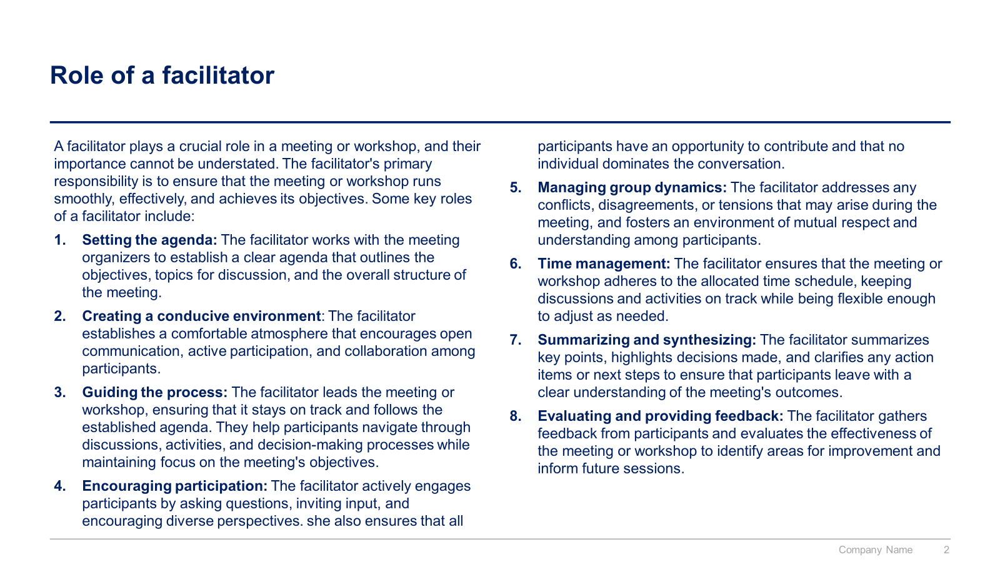 Role of a facilitator
A facilitator plays a crucial role in a meeting or workshop, and their
importance cannot be understated. The facilitator's primary
responsibility is to ensure that the meeting or workshop runs
smoothly, effectively, and achieves its objectives. Some key roles
of a facilitator include:
1. Setting the agenda: The facilitator works with the meeting
organizers to establish a clear agenda that outlines the
objectives, topics for discussion, and the overall structure of
the meeting.
2. Creating a conducive environment: The facilitator
establishes a comfortable atmosphere that encourages open
communication, active participation, and collaboration among
participants.
3. Guiding the process: The facilitator leads the meeting or
workshop, ensuring that it stays on track and follows the
established agenda. They help participants navigate through
discussions, activities, and decision-making processes while
maintaining focus on the meeting's objectives.
4. Encouraging participation: The facilitator actively engages
participants by asking questions, inviting input, and
encouraging diverse perspectives. she also ensures that all
participants have an opportunity to contribute and that no
individual dominates the conversation.
5. Managing group dynamics: The facilitator addresses any
conflicts, disagreements, or tensions that may arise during the
meeting, and fosters an environment of mutual respect and
understanding among participants.
6. Time management: The facilitator ensures that the meeting or
workshop adheres to the allocated time schedule, keeping
discussions and activities on track while being flexible enough
to adjust as needed.
7. Summarizing and synthesizing: The facilitator summarizes
key points, highlights decisions made, and clarifies any action
items or next steps to ensure that participants leave with a
clear understanding of the meeting's outcomes.
8. Evaluating and providing feedback: The facilitator gathers
feedback from participants and evaluates the effectiveness of
the meeting or workshop to identify areas for improvement and
inform future sessions.
Company Name 2